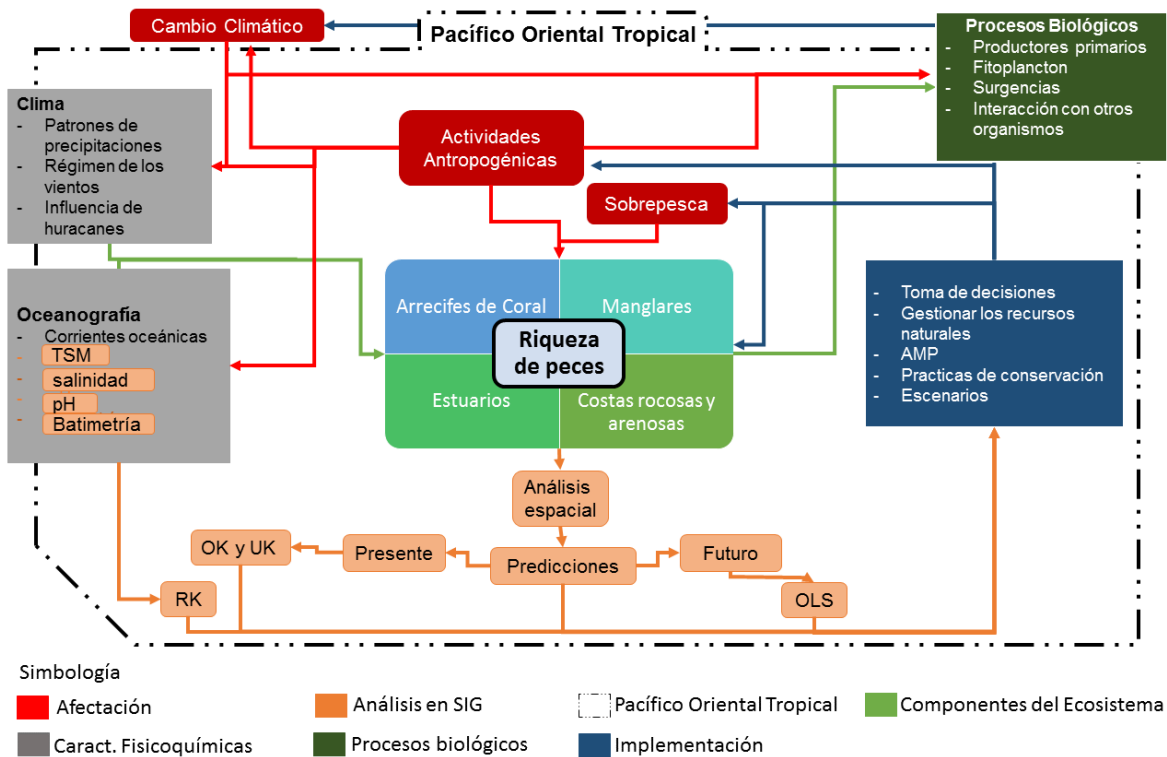 Cambio Climático
Pacífico Oriental Tropical
Procesos Biológicos
- Productores primarios
- Fitoplancton
- Surgencias
- Interacción con otros
organismos
Clima
- Patrones de
precipitaciones
- Régimen de los
vientos
- Influencia de
huracanes
Actividades
Antropogénicas
Sobrepesca
Oceanografía
- Corrientes oceánicas
- TSM
- salinidad
- pH
- Batimetría
Arrecifes de Coral
Manglares
Riqueza
de peces
Estuarios
Costas rocosas y
arenosas
- Toma de decisiones
- Gestionar los recursos
naturales
- AMP
- Practicas de conservación
- Escenarios
Análisis
espacial
OK y UK
Presente
Predicciones
Futuro
RK
OLS
Simbología
Afectación
Análisis en SIG
Pacífico Oriental Tropical
Componentes del Ecosistema
Caract. Fisicoquímicas
Procesos biológicos
Implementación